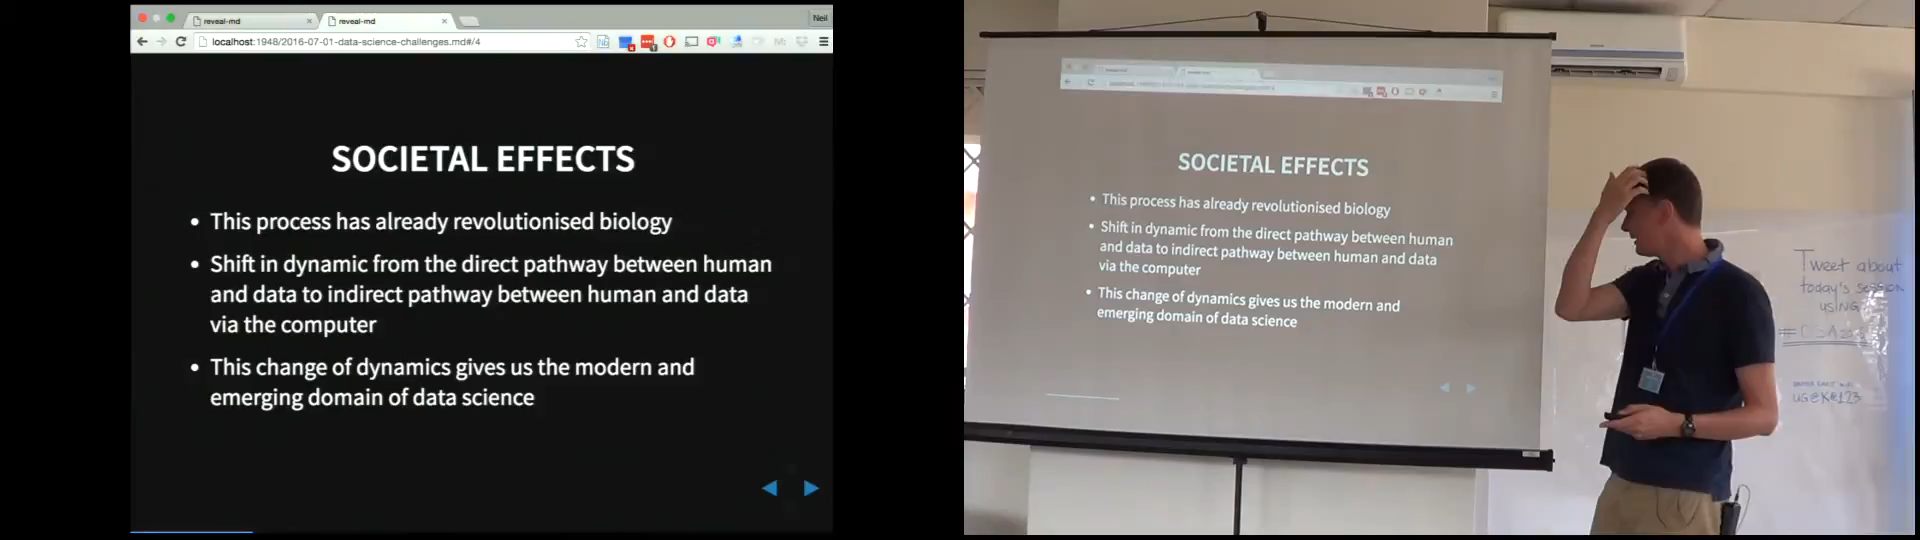 reveal-md
reveal-md
Neil
localhost:1948/2016-07-01-data-science-challenges.md#/4
SOCIETAL EFFECTS
• This process has already revolutionised biology
• Shift in dynamic from the direct pathway between human
and data to indirect pathway between human and data
via the computer
• This change of dynamics gives us the modern and
emerging domain of data science
SOCIETAL EFFECTS
• This process has already revolutionised biology
• Shift in dynamic from the direct pathway between human
and data to indirect pathway between human and data
via the computer
• This change of dynamics gives us the modern and
emerging domain of data science
Tweet about
today's session
USING